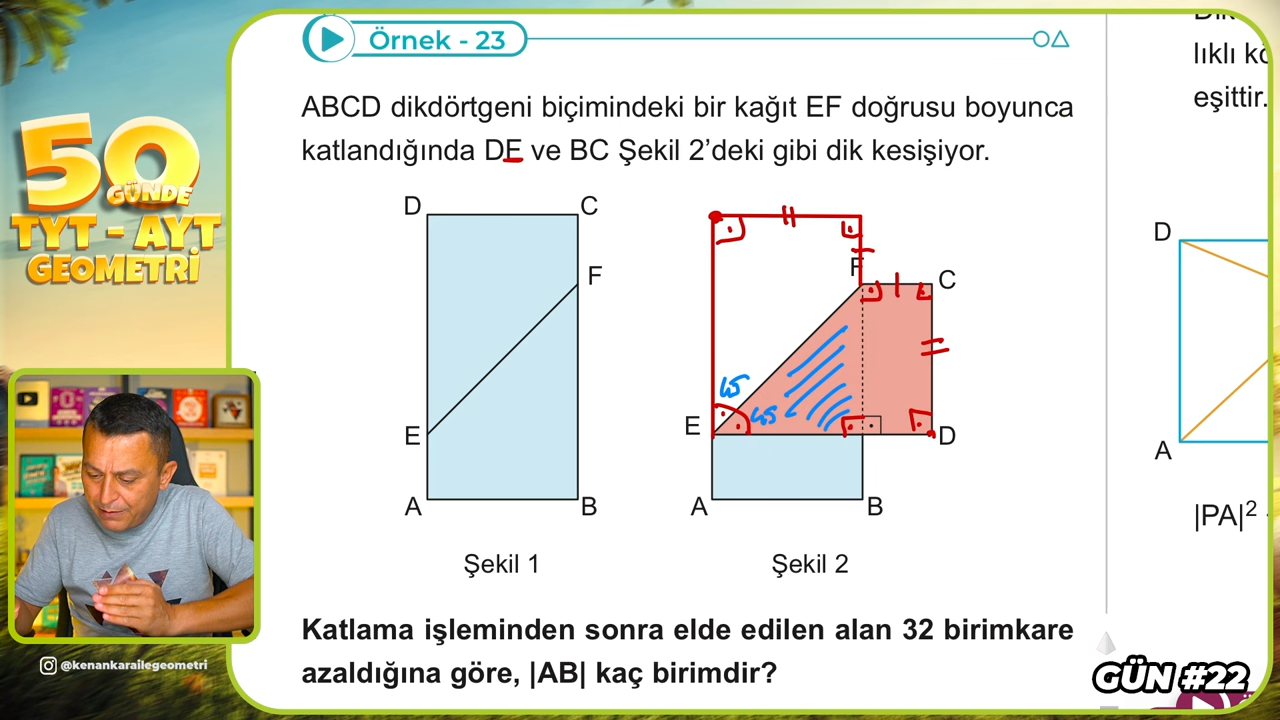 50
GÜNDE
TYT - AYT
GEOMETRİ
Örnek - 23
ABCD dikdörtgeni biçimindeki bir kağıt EF doğrusu boyunca
katlandığında DE ve BC Şekil 2'deki gibi dik kesişiyor.
D C
F
E
A B
Şekil 1
F C
45
45
E D
A B
Şekil 2
Katlama işleminden sonra elde edilen alan 32 birimkare
azaldığına göre, |AB| kaç birimdir?
lıklı
eşittir.
D
A
|PA|²
@kenankarailegeometri
GÜN #22